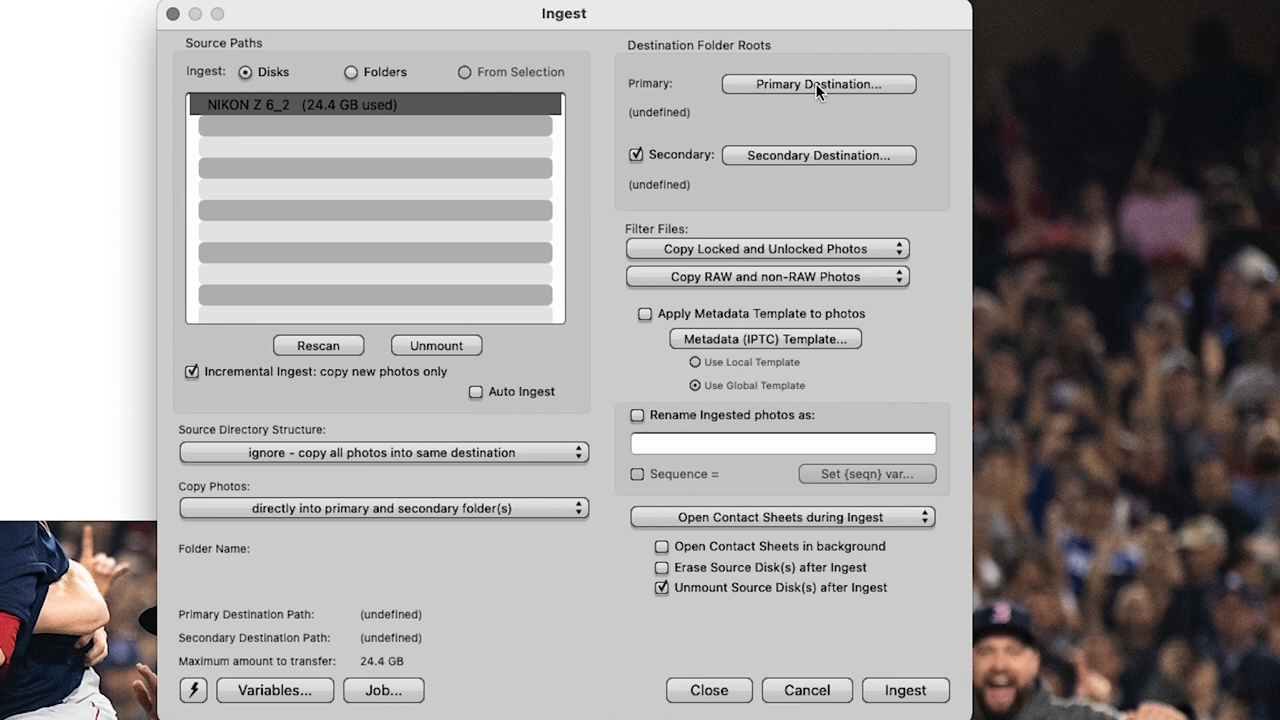 Ingest
Source Paths
Ingest: Disks Folders From Selection
NIKON Z 6_2 (24.4 GB used)
Rescan Unmount
Incremental Ingest: copy new photos only
Auto Ingest
Source Directory Structure:
ignore - copy all photos into same destination
Copy Photos:
directly into primary and secondary folder(s)
Folder Name:
Primary Destination Path: (undefined)
Secondary Destination Path: (undefined)
Maximum amount to transfer: 24.4 GB
Variables... Job...
Destination Folder Roots
Primary: Primary Destination...
(undefined)
Secondary: Secondary Destination...
(undefined)
Filter Files:
Copy Locked and Unlocked Photos
Copy RAW and non-RAW Photos
Apply Metadata Template to photos
Metadata (IPTC) Template...
Use Local Template
Use Global Template
Rename Ingested photos as:
Sequence = Set {seqn} var...
Open Contact Sheets during Ingest
Open Contact Sheets in background
Erase Source Disk(s) after Ingest
Unmount Source Disk(s) after Ingest
Close Cancel Ingest